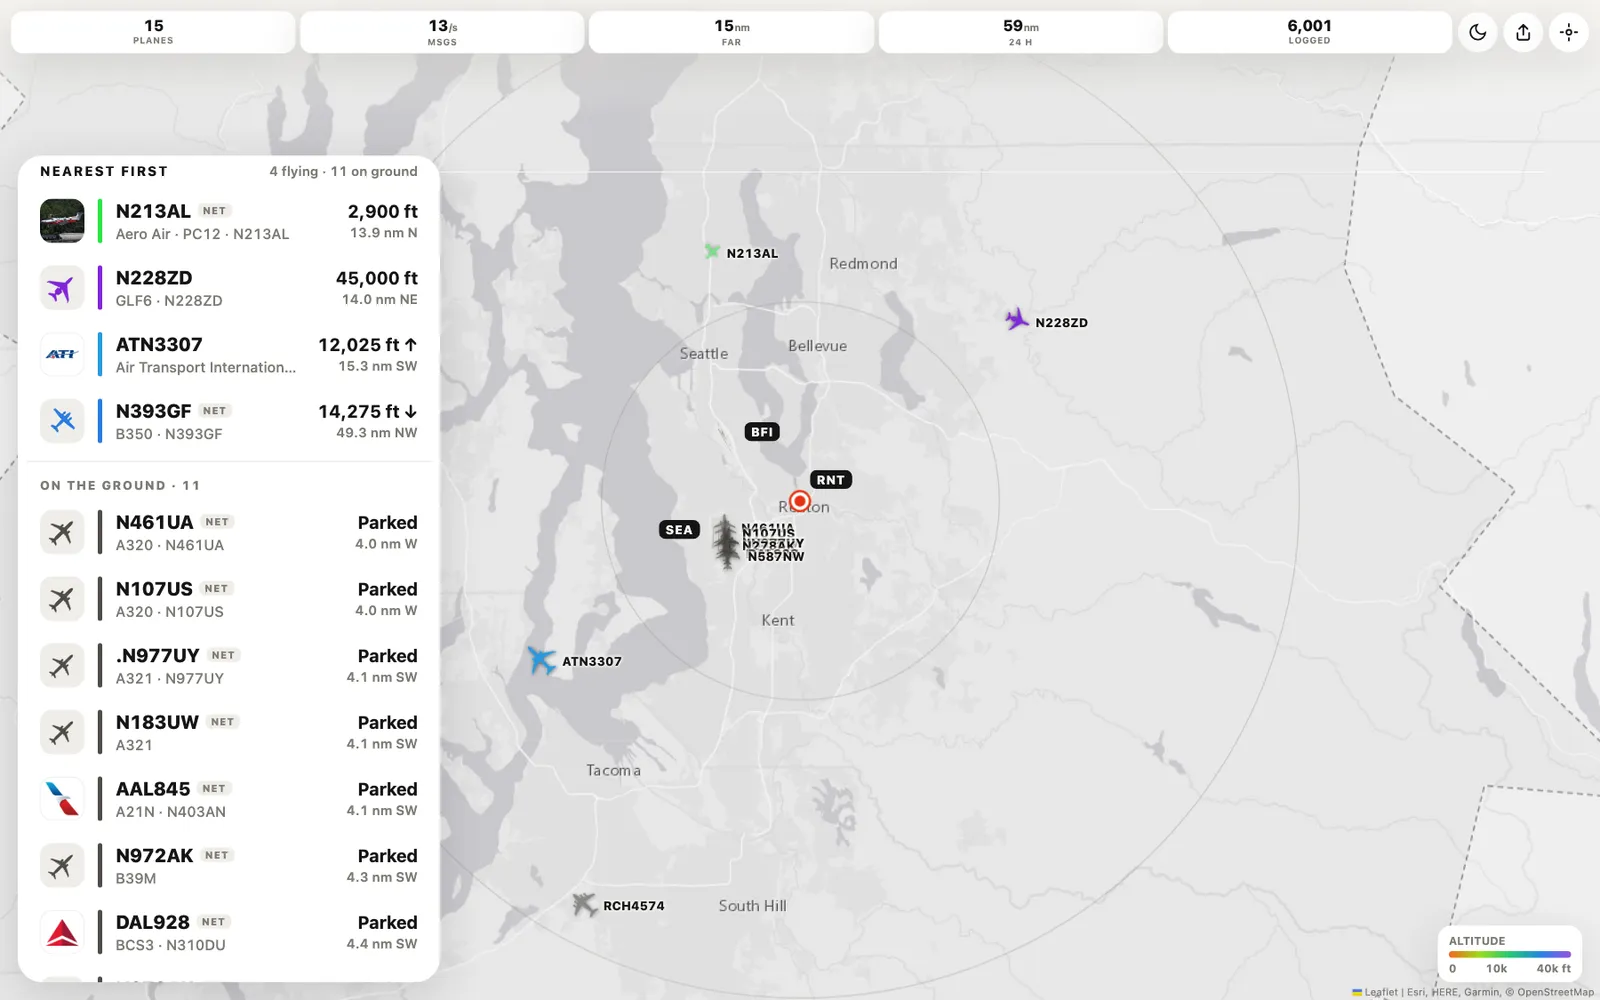 15
PLANES
13/s
MSGS
15nm
FAR
59nm
24 H
6,001
LOGGED
NEAREST FIRST
4 flying · 11 on ground
N213AL NET
2,900 ft
Aero Air · PC12 · N213AL
13.9 nm N
N228ZD
45,000 ft
GLF6 · N228ZD
14.0 nm NE
ATI
ATN3307
12,025 ft ↑
Air Transport Internation...
15.3 nm SW
N393GF NET
14,275 ft ↓
B350 · N393GF
49.3 nm NW
ON THE GROUND · 11
N461UA NET
Parked
A320 · N461UA
4.0 nm W
N107US NET
Parked
A320 · N107US
4.0 nm W
.N977UY NET
Parked
A321 · N977UY
4.1 nm SW
N183UW NET
Parked
A321
4.1 nm SW
AAL845 NET
Parked
A21N · N403AN
4.1 nm SW
N972AK NET
Parked
B39M
4.3 nm SW
DAL928 NET
Parked
BCS3 · N310DU
4.4 nm SW
N213AL
Redmond
N228ZD
Seattle
Bellevue
BFI
RNT
Renton
SEA
N461UA
N107US
N587NW
Kent
ATN3307
Tacoma
RCH4574
South Hill
ALTITUDE
0 10k 40k ft
Leaflet | Esri, HERE, Garmin, © OpenStreetMap